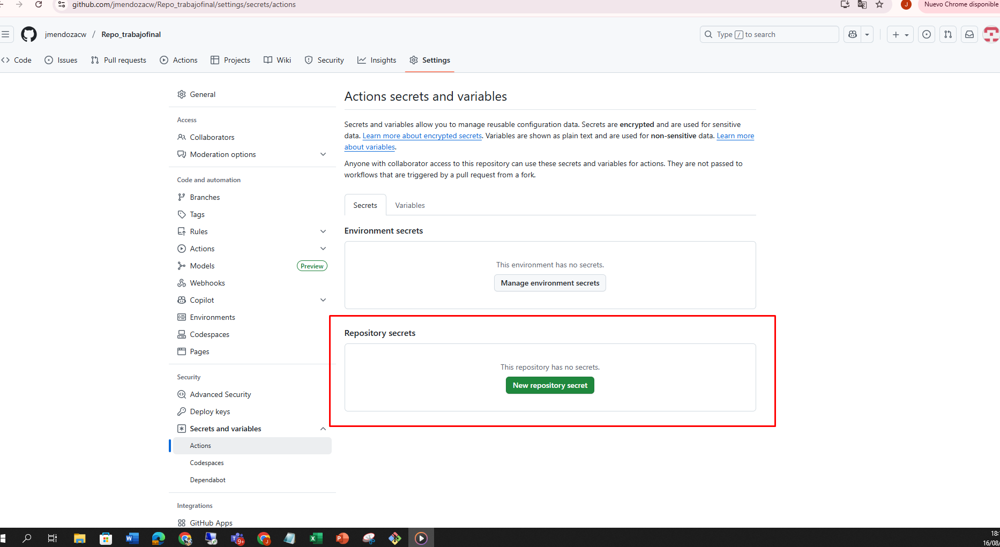 github.com/jmendozacw/Repo_trabajofinal/settings/secrets/actions
J
Nuevo Chrome disponible
jmendozacw / Repo_trabajofinal
Type / to search
Code
Issues
Pull requests
Actions
Projects
Wiki
Security
Insights
Settings
General
Access
Collaborators
Moderation options
Code and automation
Branches
Tags
Rules
Actions
Models
Preview
Webhooks
Copilot
Environments
Codespaces
Pages
Security
Advanced Security
Deploy keys
Secrets and variables
Actions
Codespaces
Dependabot
Integrations
GitHub Apps
Actions secrets and variables
Secrets and variables allow you to manage reusable configuration data. Secrets are encrypted and are used for sensitive
data. Learn more about encrypted secrets. Variables are shown as plain text and are used for non-sensitive data. Learn more
about variables.
Anyone with collaborator access to this repository can use these secrets and variables for actions. They are not passed to
workflows that are triggered by a pull request from a fork.
Secrets
Variables
Environment secrets
This environment has no secrets.
Manage environment secrets
Repository secrets
This repository has no secrets.
New repository secret
9+
J
18:
16/08/